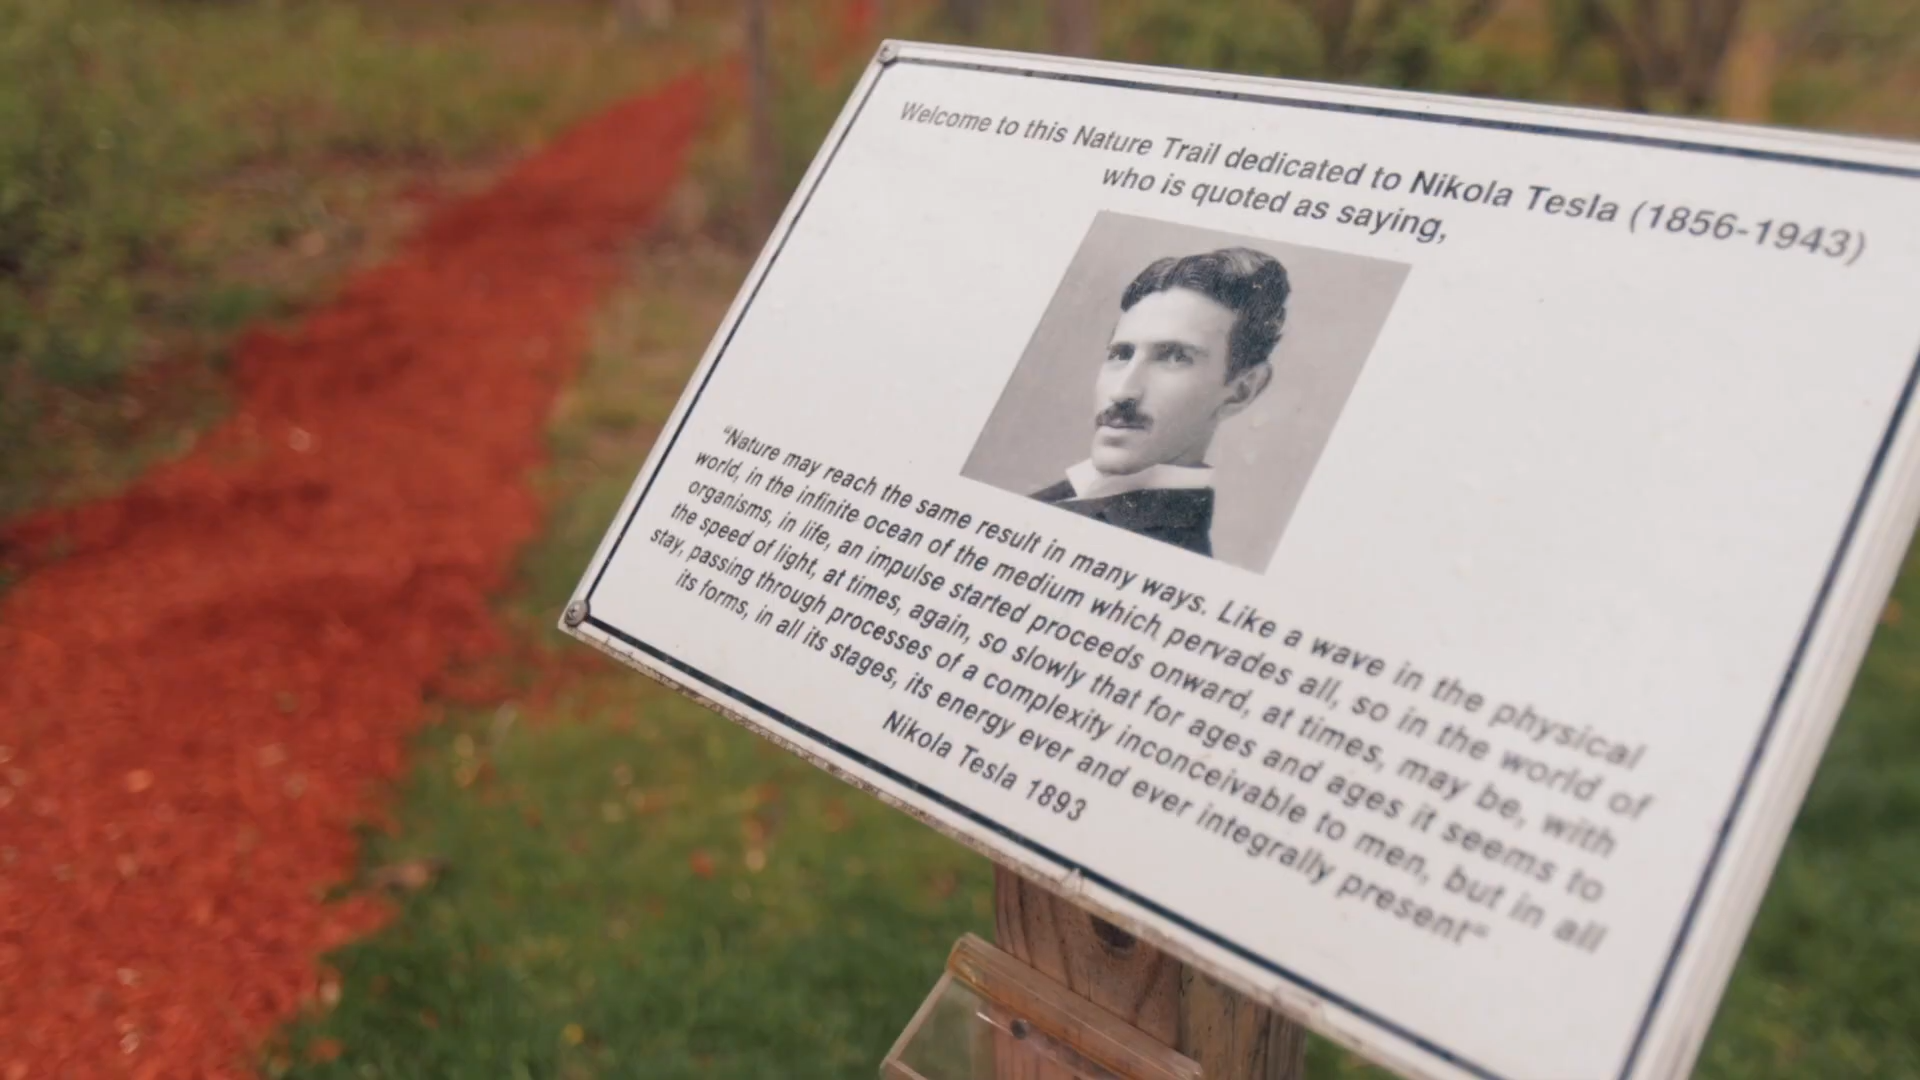 Welcome to this Nature Trail dedicated to Nikola Tesla (1856-1943)
who is quoted as saying,
“Nature may reach the same result in many ways. Like a wave in the physical
world, in the infinite ocean of the medium which pervades all, so in the world of
organisms, in life, an impulse started proceeds onward, at times, may be, with
the speed of light, at times, again, so slowly that for ages and ages it seems to
stay, passing through processes of a complexity inconceivable to men, but in all
its forms, in all its stages, its energy ever and ever integrally present“
Nikola Tesla 1893